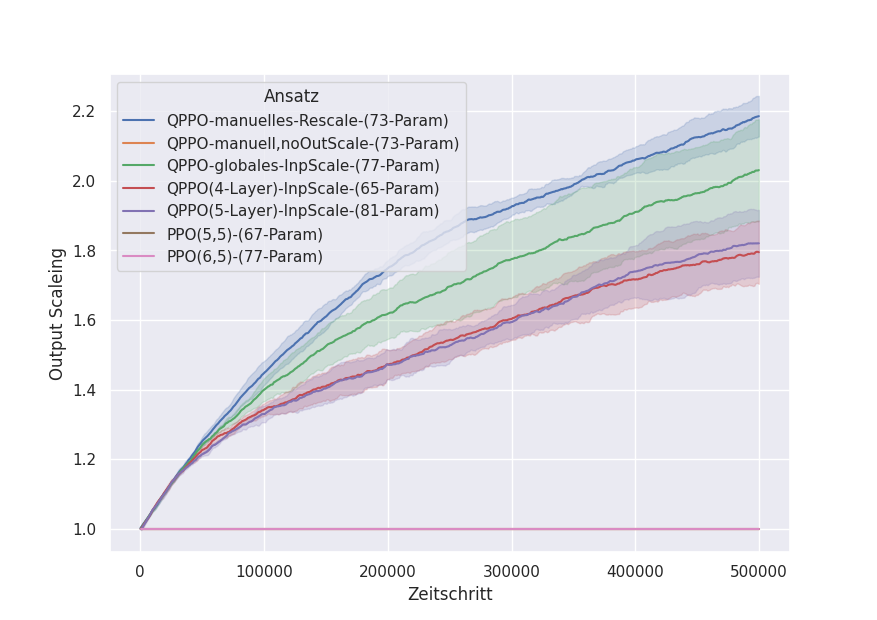 Ansatz
QPPO-manuelles-Rescale-(73-Param)
QPPO-manuell,noOutScale-(73-Param)
QPPO-globales-InpScale-(77-Param)
QPPO(4-Layer)-InpScale-(65-Param)
QPPO(5-Layer)-InpScale-(81-Param)
PPO(5,5)-(67-Param)
PPO(6,5)-(77-Param)
Output Scaleing
2.2
2.0
1.8
1.6
1.4
1.2
1.0
0 100000 200000 300000 400000 500000
Zeitschritt